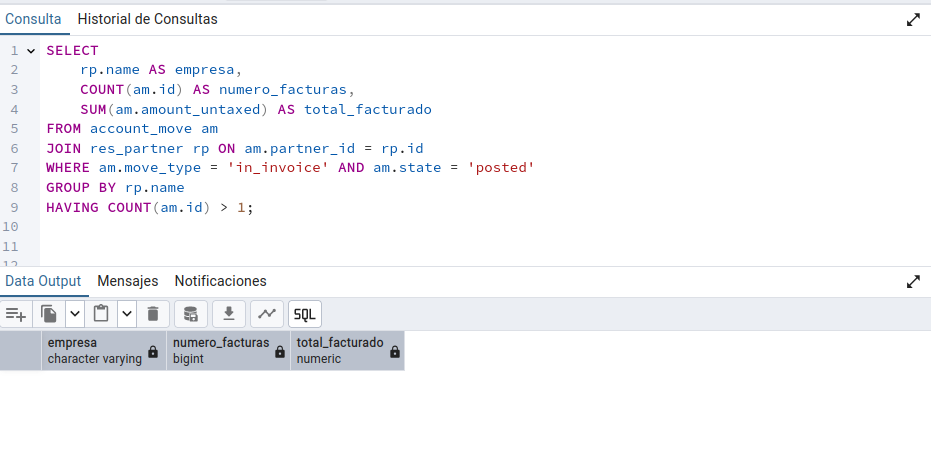 Consulta Historial de Consultas
1 SELECT
2 rp.name AS empresa,
3 COUNT(am.id) AS numero_facturas,
4 SUM(am.amount_untaxed) AS total_facturado
5 FROM account_move am
6 JOIN res_partner rp ON am.partner_id = rp.id
7 WHERE am.move_type = 'in_invoice' AND am.state = 'posted'
8 GROUP BY rp.name
9 HAVING COUNT(am.id) > 1;
10
11
12
Data Output Mensajes Notificaciones
SQL
empresa numero_facturas total_facturado
character varying bigint numeric